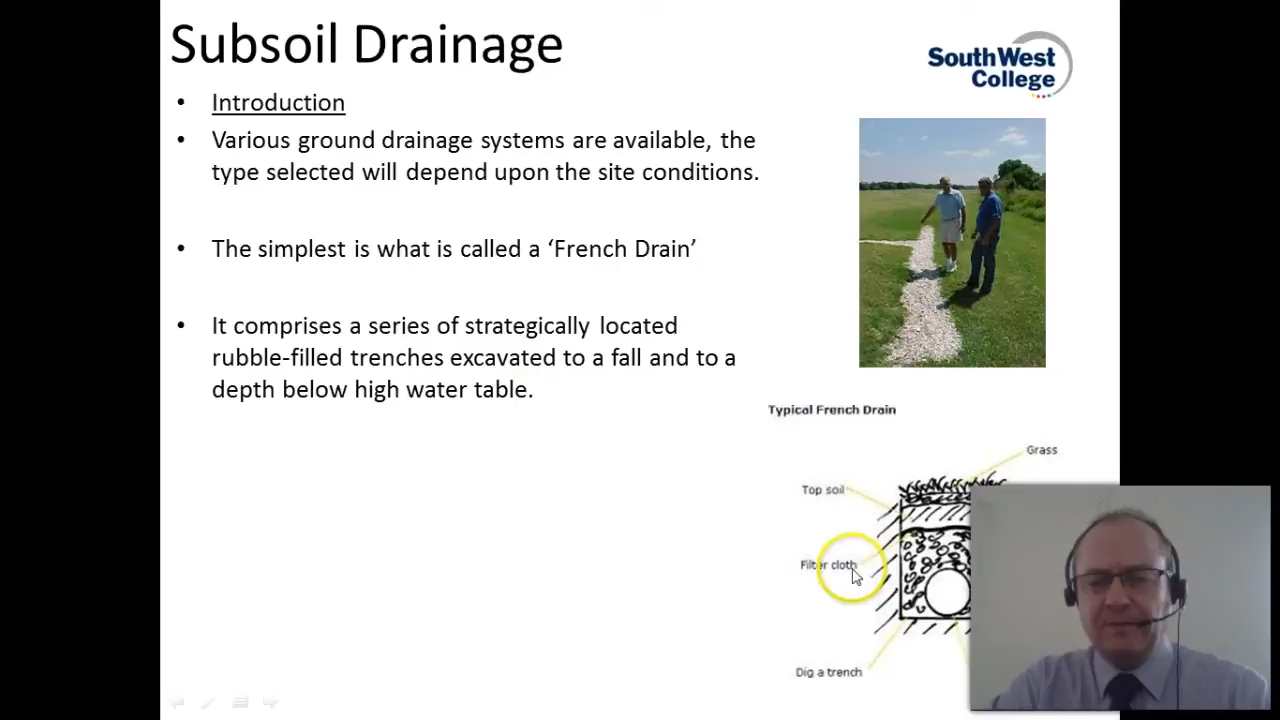 Subsoil Drainage
SouthWest
College
• Introduction
• Various ground drainage systems are available, the
type selected will depend upon the site conditions.
• The simplest is what is called a ‘French Drain’
• It comprises a series of strategically located
rubble-filled trenches excavated to a fall and to a
depth below high water table.
Typical French Drain
Grass
Top soil
Filter cloth
Dig a trench